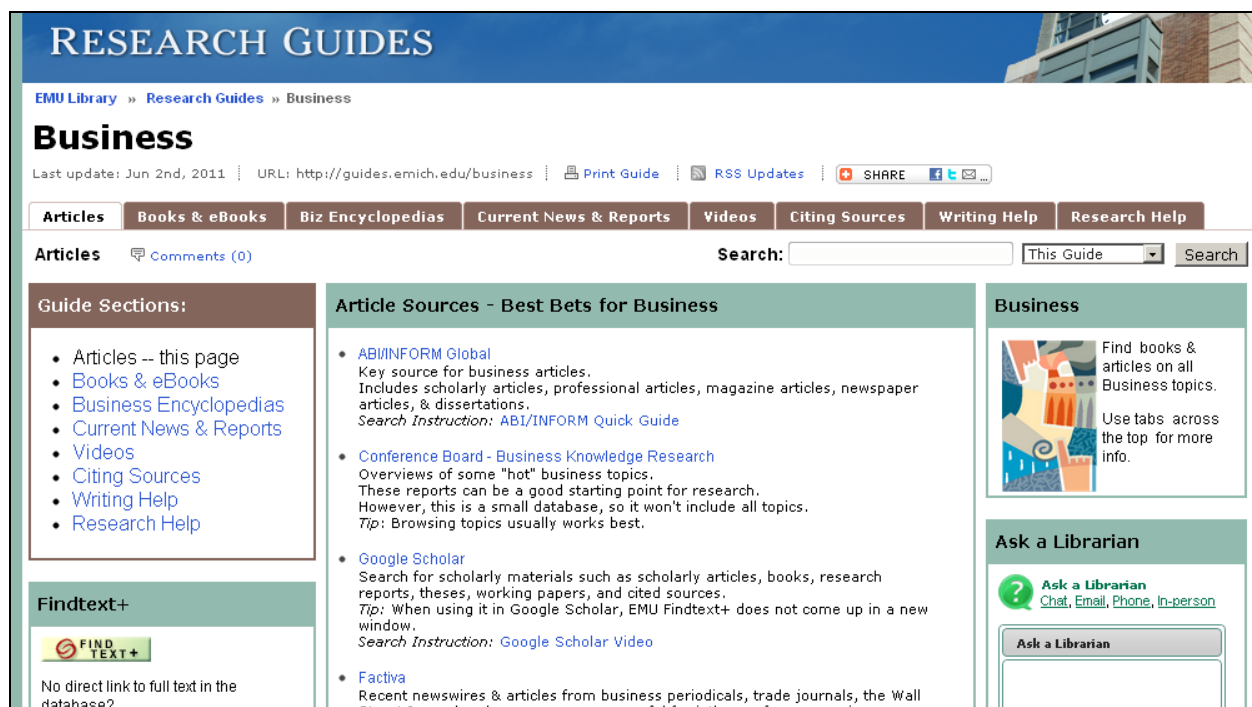 RESEARCH GUIDES
EMU Library » Research Guides » Business
Business
Last update: Jun 2nd, 2011 URL: http://guides.emich.edu/business Print Guide RSS Updates SHARE
Articles Books & eBooks Biz Encyclopedias Current News & Reports Videos Citing Sources Writing Help Research Help
Articles Comments (0) Search: This Guide Search
Guide Sections:
• Articles -- this page
• Books & eBooks
• Business Encyclopedias
• Current News & Reports
• Videos
• Citing Sources
• Writing Help
• Research Help
Findtext+
FIND
TEXT+
No direct link to full text in the
database?
Article Sources - Best Bets for Business
• ABI/INFORM Global
Key source for business articles.
Includes scholarly articles, professional articles, magazine articles, newspaper
articles, & dissertations.
Search Instruction: ABI/INFORM Quick Guide
• Conference Board - Business Knowledge Research
Overviews of some "hot" business topics.
These reports can be a good starting point for research.
However, this is a small database, so it won't include all topics.
Tip: Browsing topics usually works best.
• Google Scholar
Search for scholarly materials such as scholarly articles, books, research
reports, theses, working papers, and cited sources.
Tip: When using it in Google Scholar, EMU Findtext+ does not come up in a new
window.
Search Instruction: Google Scholar Video
• Factiva
Recent newswires & articles from business periodicals, trade journals, the Wall
Business
Find books &
articles on all
Business topics.
Use tabs across
the top for more
info.
Ask a Librarian
Ask a Librarian
Chat, Email, Phone, In-person
Ask a Librarian